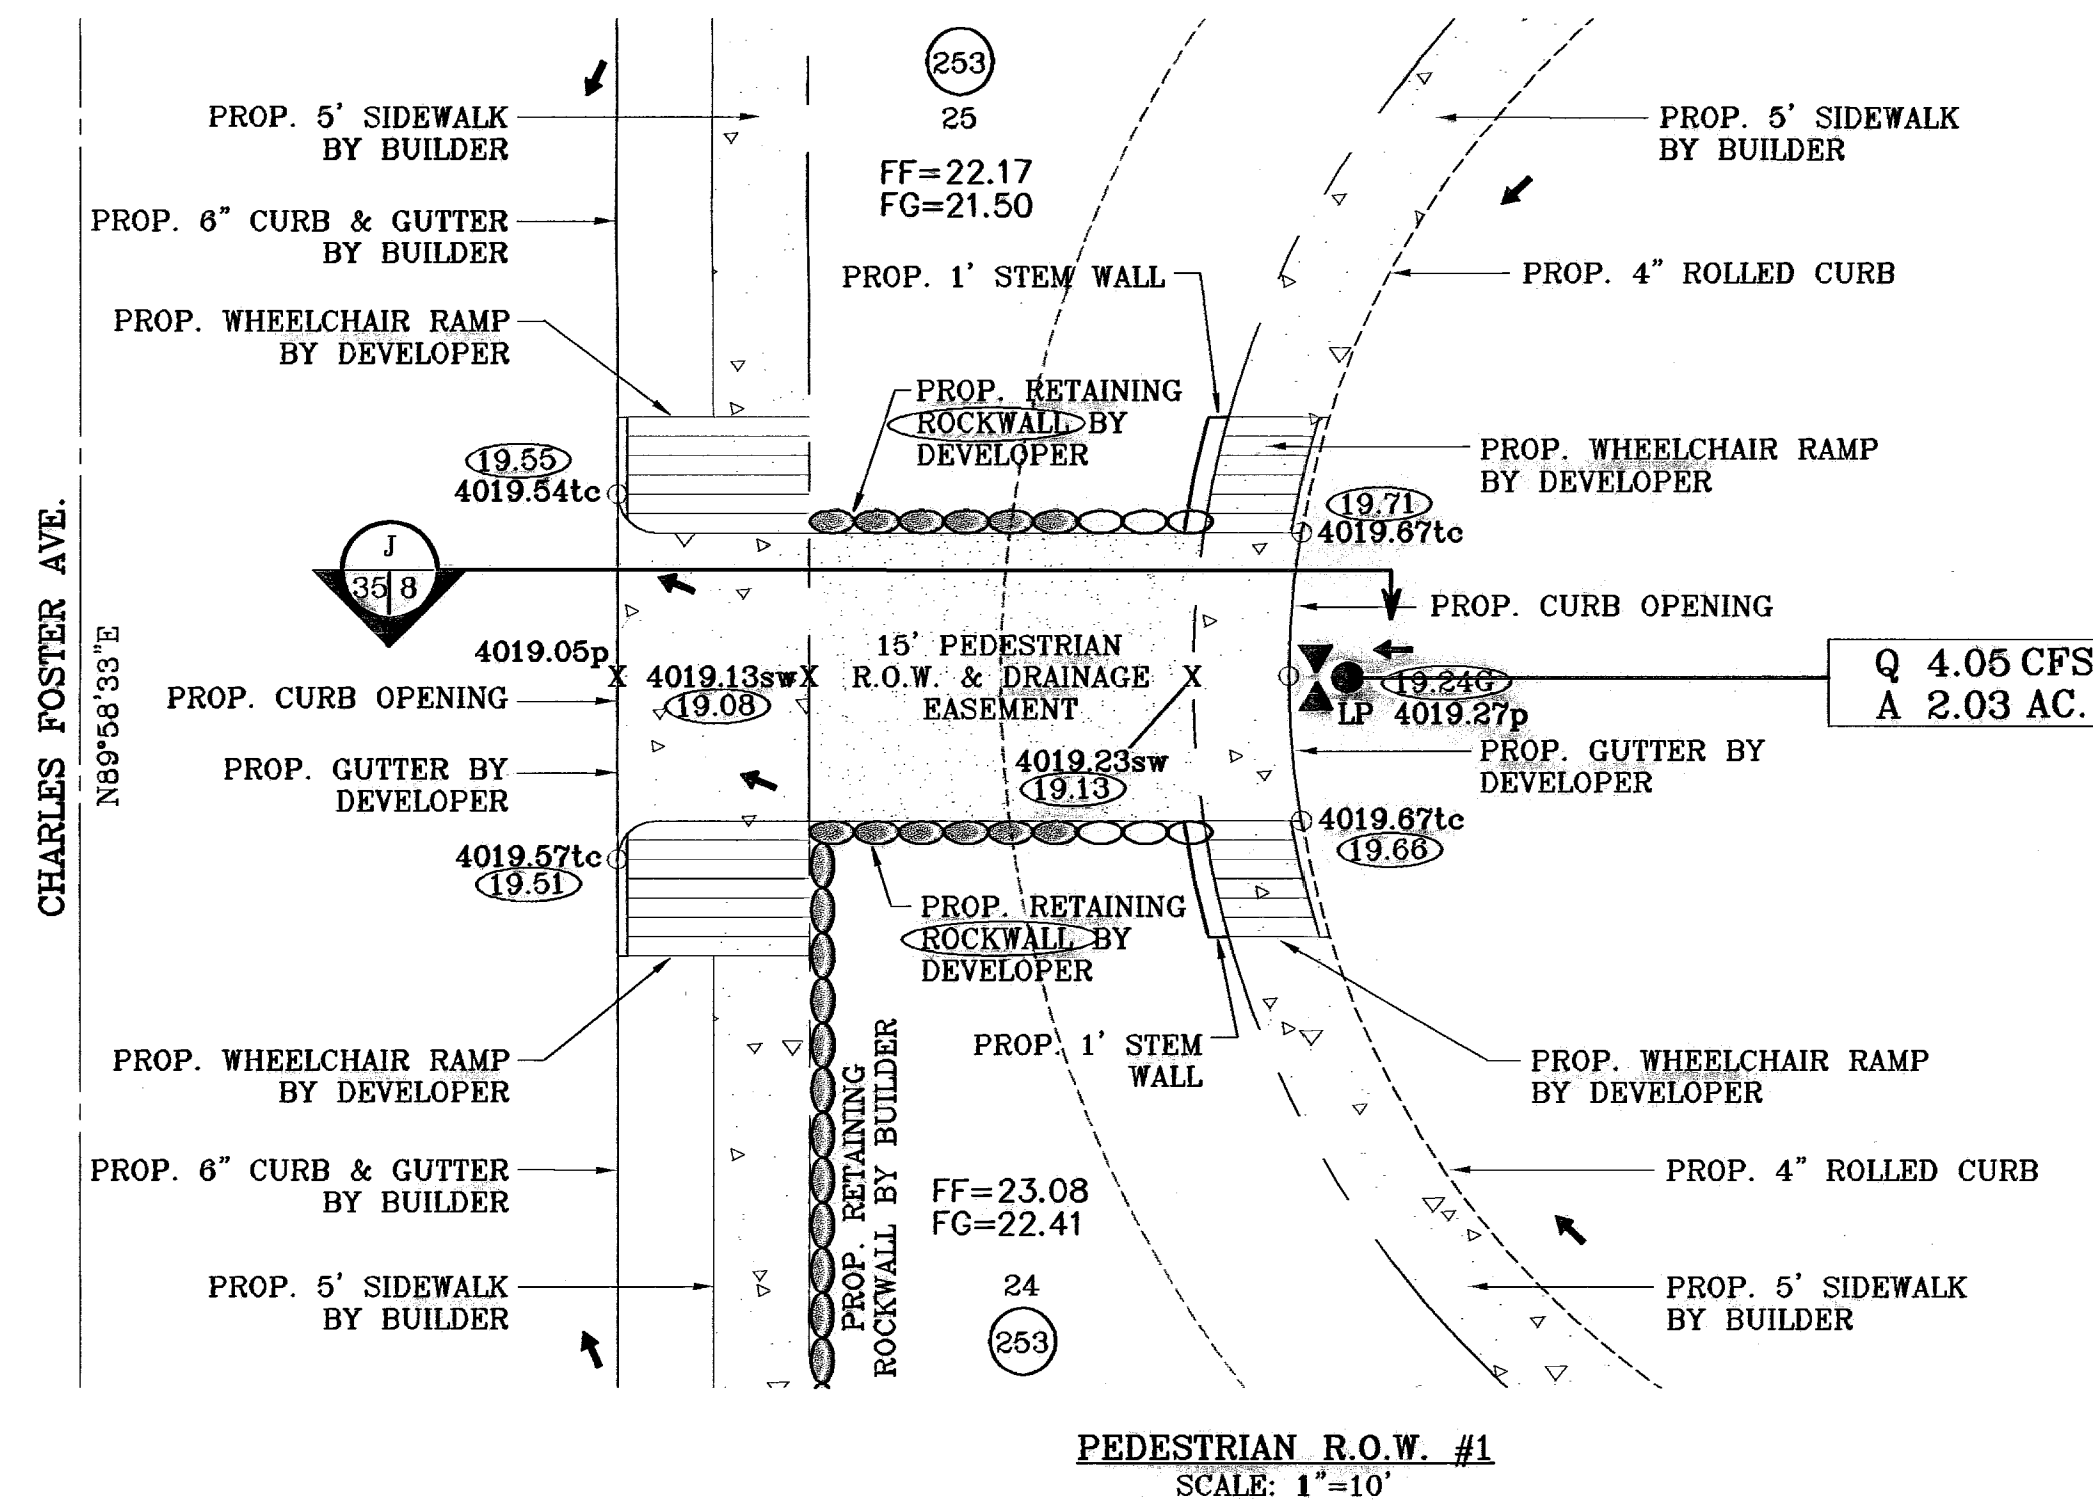 253
25
FF=22.17
FG=21.50
PROP. 5' SIDEWALK
BY BUILDER
PROP. 6" CURB & GUTTER
BY BUILDER
PROP. WHEELCHAIR RAMP
BY DEVELOPER
19.55
4019.54tc
J
35 8
4019.05p
X
4019.13sw
X
19.08
PROP. CURB OPENING
PROP. GUTTER BY
DEVELOPER
4019.57tc
19.51
PROP. WHEELCHAIR RAMP
BY DEVELOPER
PROP. 6" CURB & GUTTER
BY BUILDER
PROP. 5' SIDEWALK
BY BUILDER
CHARLES FOSTER AVE.
N89°58'33"E
PROP. 1' STEM WALL
PROP. RETAINING
ROCKWALL BY
DEVELOPER
15' PEDESTRIAN
R.O.W. & DRAINAGE
EASEMENT
X
4019.23sw
19.13
PROP. RETAINING
ROCKWALL BY
DEVELOPER
PROP. 1' STEM
WALL
PROP. RETAINING
ROCKWALL BY BUILDER
FF=23.08
FG=22.41
24
253
PROP. 5' SIDEWALK
BY BUILDER
PROP. 4" ROLLED CURB
PROP. WHEELCHAIR RAMP
BY DEVELOPER
19.71
4019.67tc
PROP. CURB OPENING
19.24G
LP 4019.27p
Q 4.05 CFS
A 2.03 AC.
PROP. GUTTER BY
DEVELOPER
4019.67tc
19.66
PROP. WHEELCHAIR RAMP
BY DEVELOPER
PROP. 4" ROLLED CURB
PROP. 5' SIDEWALK
BY BUILDER
PEDESTRIAN R.O.W. #1
SCALE: 1"=10'